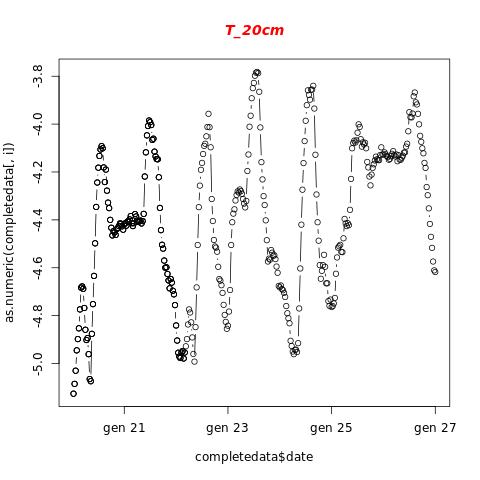 T_20cm
as.numeric(completedata[, i])
-3.8
-4.0
-4.2
-4.4
-4.6
-4.8
-5.0
gen 21
gen 23
gen 25
gen 27
completedata$date